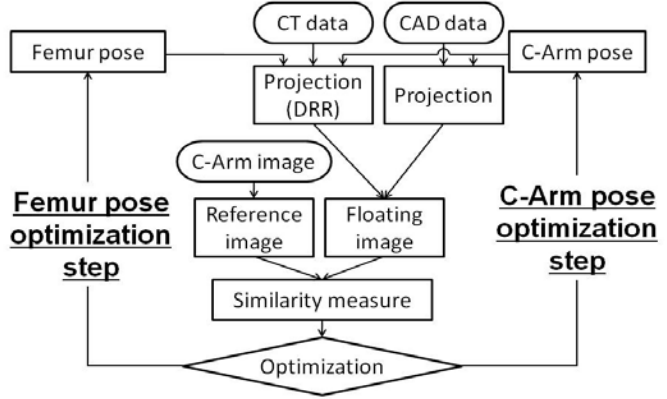 CT data
CAD data
Femur pose
C-Arm pose
Projection
(DRR)
Projection
C-Arm image
Femur pose
optimization
step
C-Arm pose
optimization
step
Reference
image
Floating
image
Similarity measure
Optimization